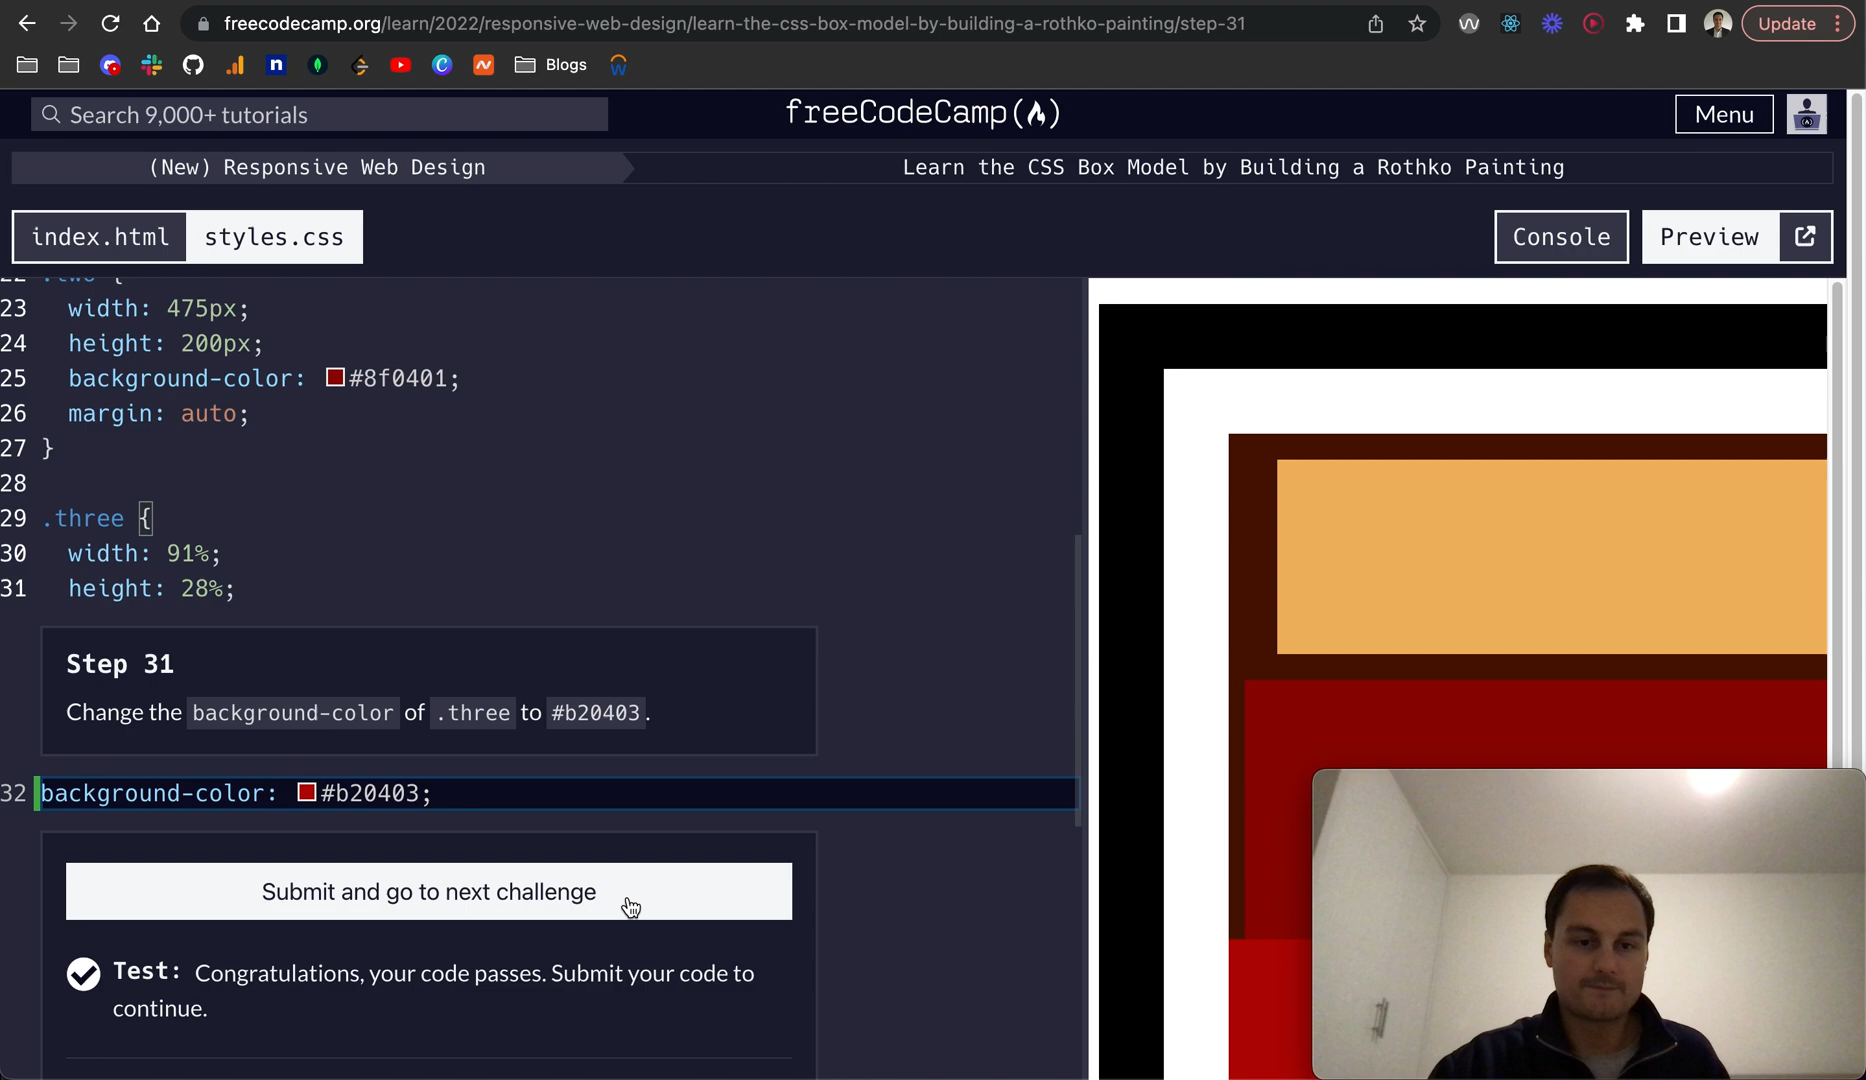 freecodecamp.org/learn/2022/responsive-web-design/learn-the-css-box-model-by-building-a-rothko-painting/step-31
Update
Blogs
Search 9,000+ tutorials
freeCodeCamp(🔥)
Menu
(New) Responsive Web Design
Learn the CSS Box Model by Building a Rothko Painting
index.html
styles.css
Console
Preview
22 .two {
23 width: 475px;
24 height: 200px;
25 background-color: #8f0401;
26 margin: auto;
27 }
28
29 .three {
30 width: 91%;
31 height: 28%;
Step 31
Change the background-color of .three to #b20403.
32 background-color: #b20403;
Submit and go to next challenge
Test: Congratulations, your code passes. Submit your code to
continue.